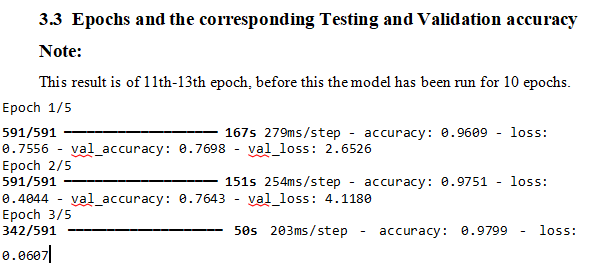 3.3 Epochs and the corresponding Testing and Validation accuracy
Note:
This result is of 11th-13th epoch, before this the model has been run for 10 epochs.
Epoch 1/5
591/591 ━━━━━━━━━━━━━━━━━━━━ 167s 279ms/step - accuracy: 0.9609 - loss:
0.7556 - val_accuracy: 0.7698 - val_loss: 2.6526
Epoch 2/5
591/591 ━━━━━━━━━━━━━━━━━━━━ 151s 254ms/step - accuracy: 0.9751 - loss:
0.4044 - val_accuracy: 0.7643 - val_loss: 4.1180
Epoch 3/5
342/591 ━━━━━━━━━━━━━━━━━━━━ 50s 203ms/step - accuracy: 0.9799 - loss:
0.0607